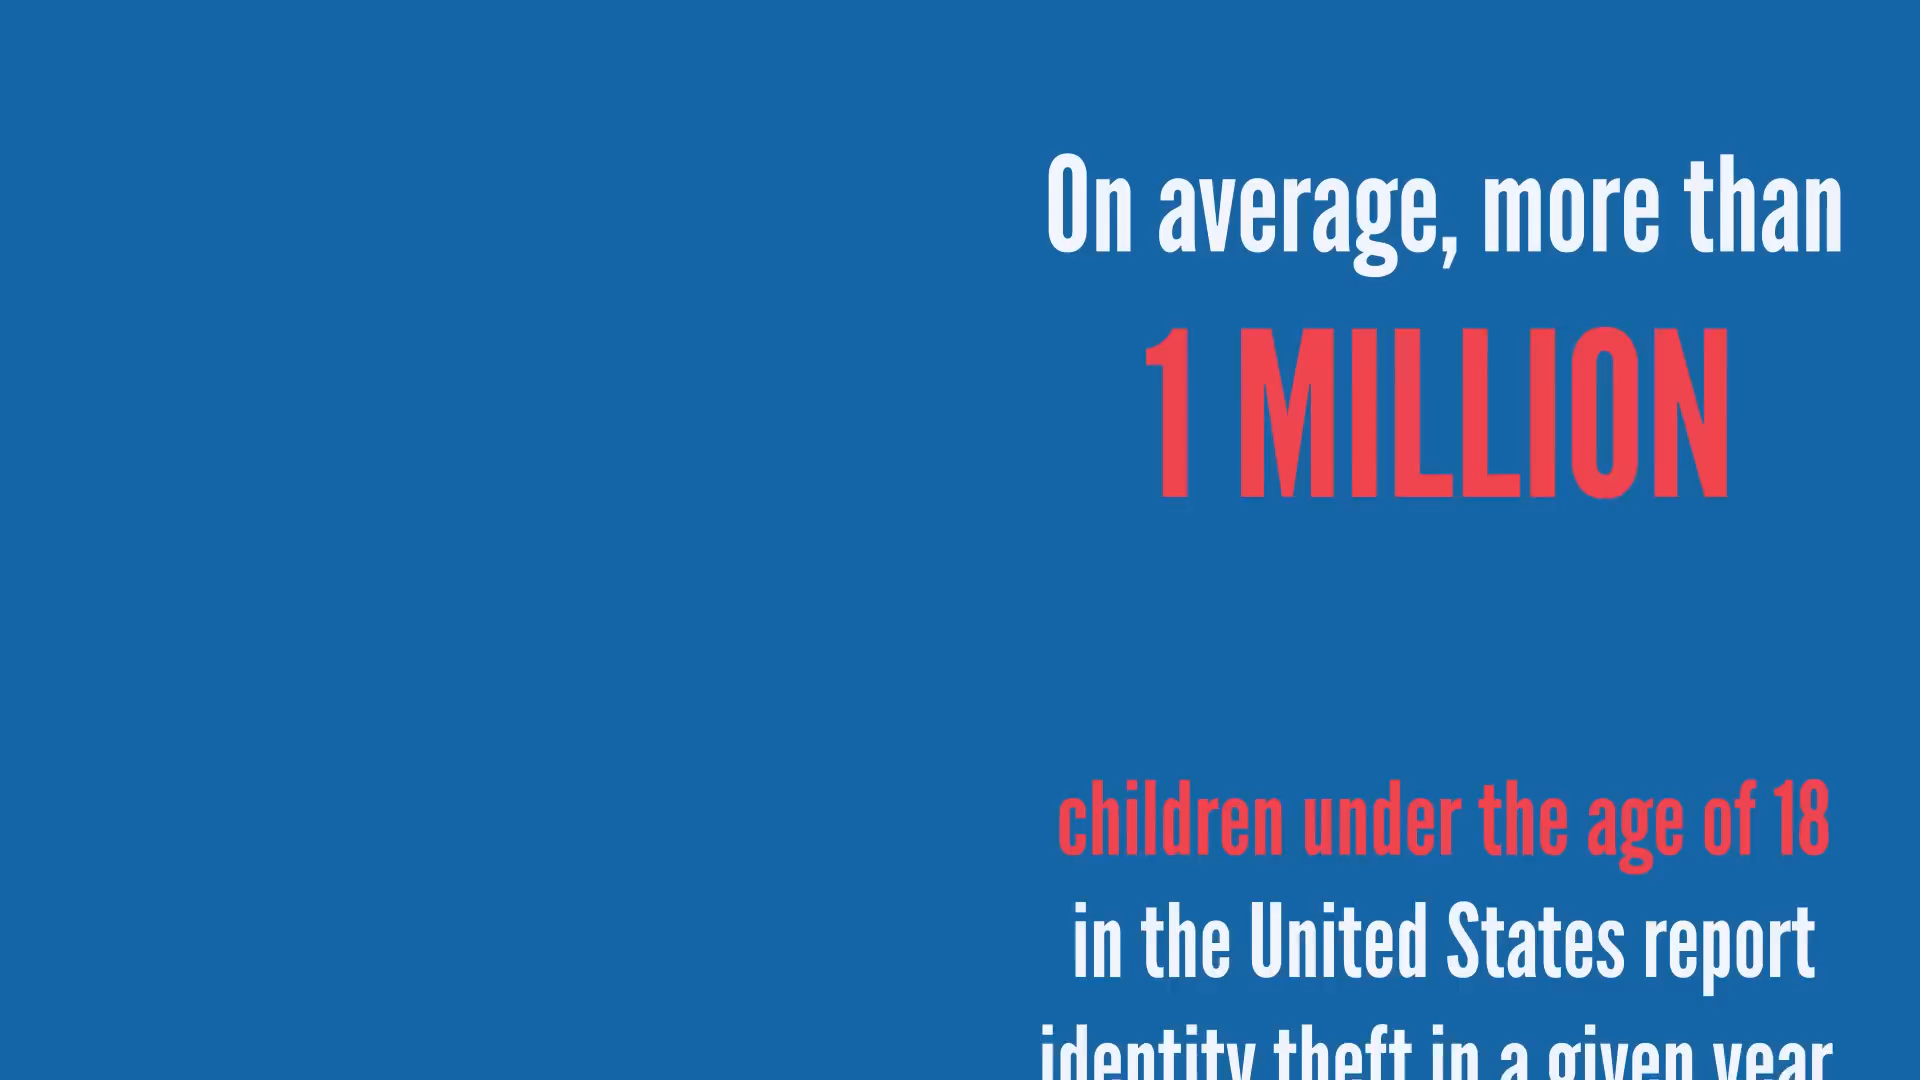 On average, more than
1 MILLION
children under the age of 18
in the United States report
identity theft in a given year